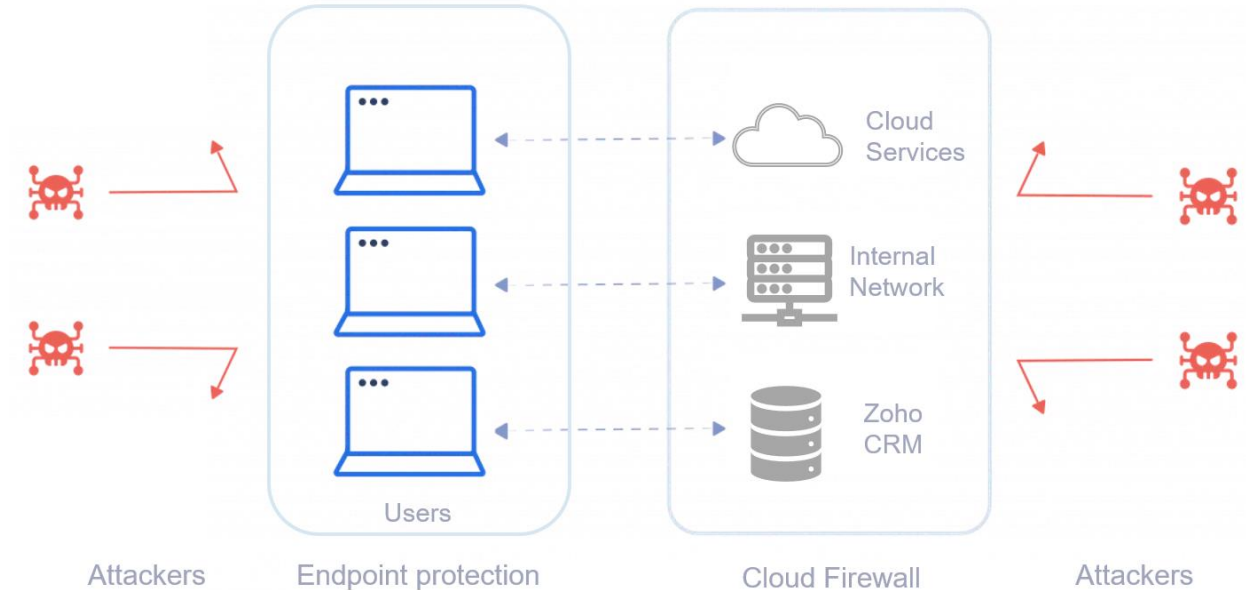 Cloud
Services
Internal
Network
Zoho
CRM
Users
Attackers
Endpoint protection
Cloud Firewall
Attackers